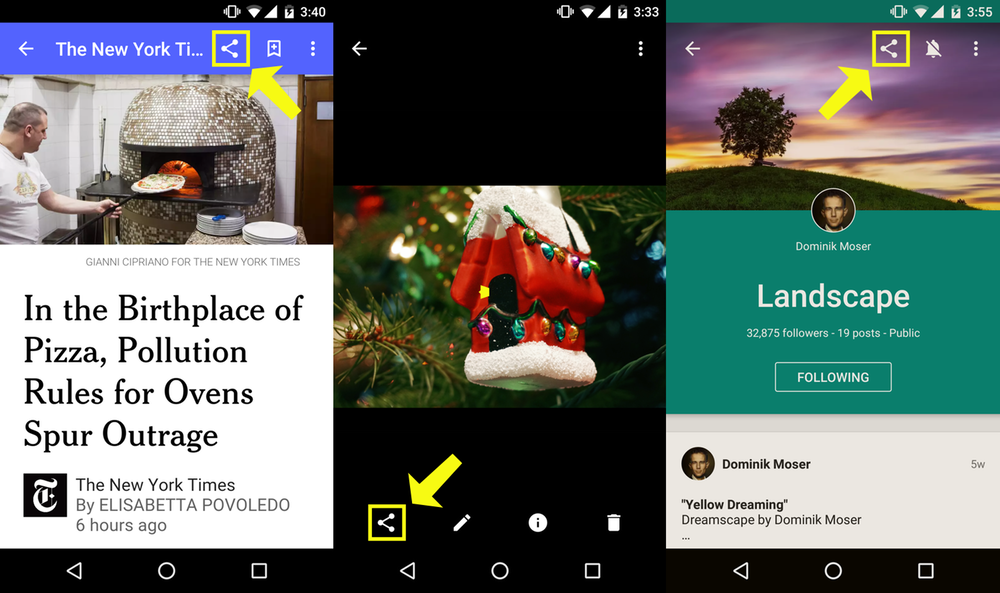 3:40
The New York Ti...
GIANNI CIPRIANO FOR THE NEW YORK TIMES
In the Birthplace of
Pizza, Pollution
Rules for Ovens
Spur Outrage
The New York Times
By ELISABETTA POVOLEDO
6 hours ago
3:33
3:55
Dominik Moser
Landscape
32,875 followers - 19 posts - Public
FOLLOWING
Dominik Moser
5w
"Yellow Dreaming"
Dreamscape by Dominik Moser
...